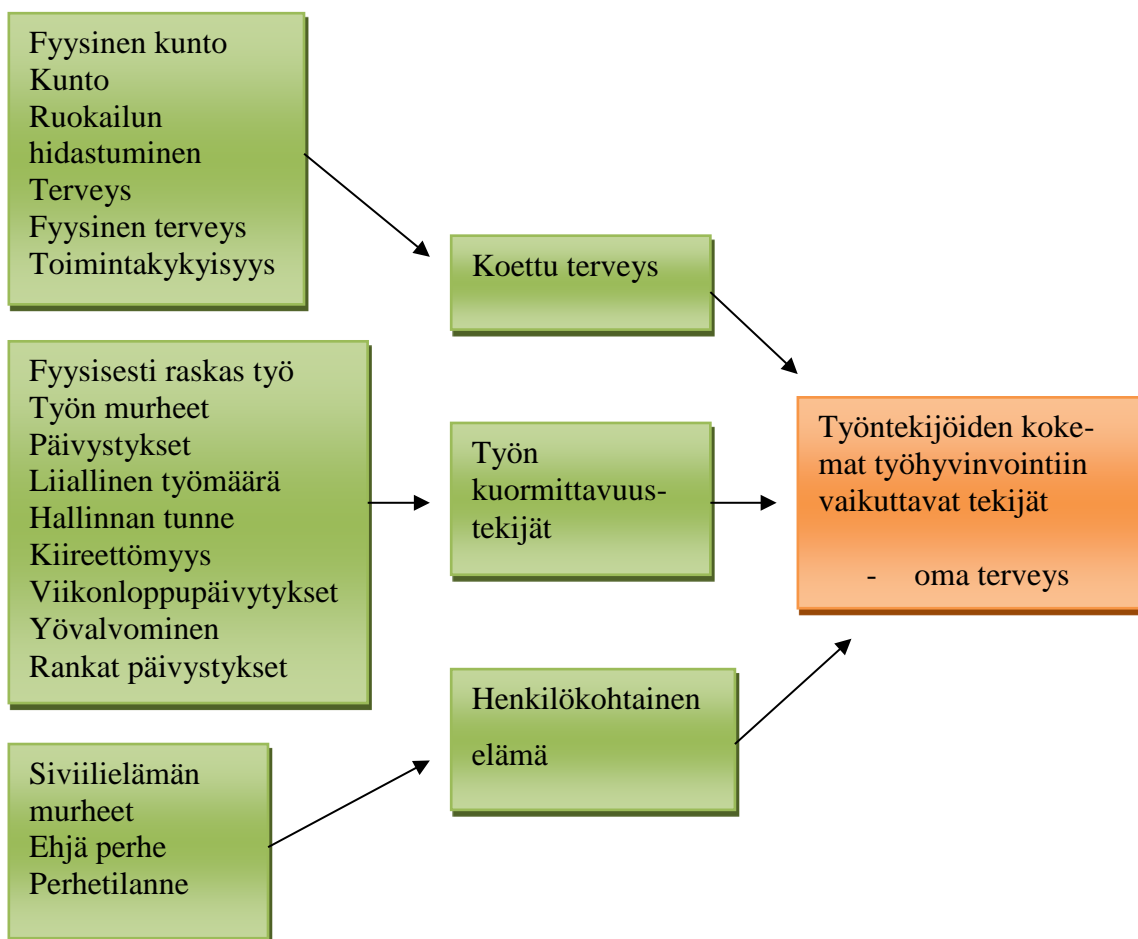 Fyysinen kunto
Kunto
Ruokailun
hidastuminen
Terveys
Fyysinen terveys
Toimintakykyisyys
Koettu terveys
Fyysisesti raskas työ
Työn murheet
Päivystykset
Liiallinen työmäärä
Hallinnan tunne
Kiireettömyys
Viikonloppupäivytykset
Yövalvominen
Rankat päivystykset
Työn
kuormittavuus-
tekijät
Työntekijöiden koke-
mat työhyvinvointiin
vaikuttavat tekijät
- oma terveys
Siviilielämän
murheet
Ehjä perhe
Perhetilanne
Henkilökohtainen
elämä